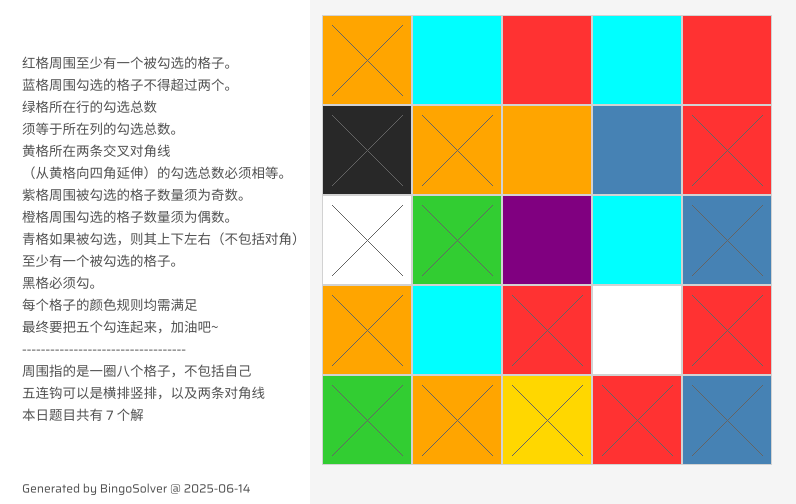 红格周围至少有一个被勾选的格子。
蓝格周围勾选的格子不得超过两个。
绿格所在行的勾选总数
须等于所在列的勾选总数。
黄格所在两条交叉对角线
（从黄格向四角延伸）的勾选总数必须相等。
紫格周围被勾选的格子数量须为奇数。
橙格周围勾选的格子数量须为偶数。
青格如果被勾选，则其上下左右（不包括对角）
至少有一个被勾选的格子。
黑格必须勾。
每个格子的颜色规则均需满足
最终要把五个勾连起来，加油吧~
-----------------------------------
周围指的是一圈八个格子，不包括自己
五连钩可以是横排竖排，以及两条对角线
本日题目共有 7 个解
Generated by BingoSolver @ 2025-06-14